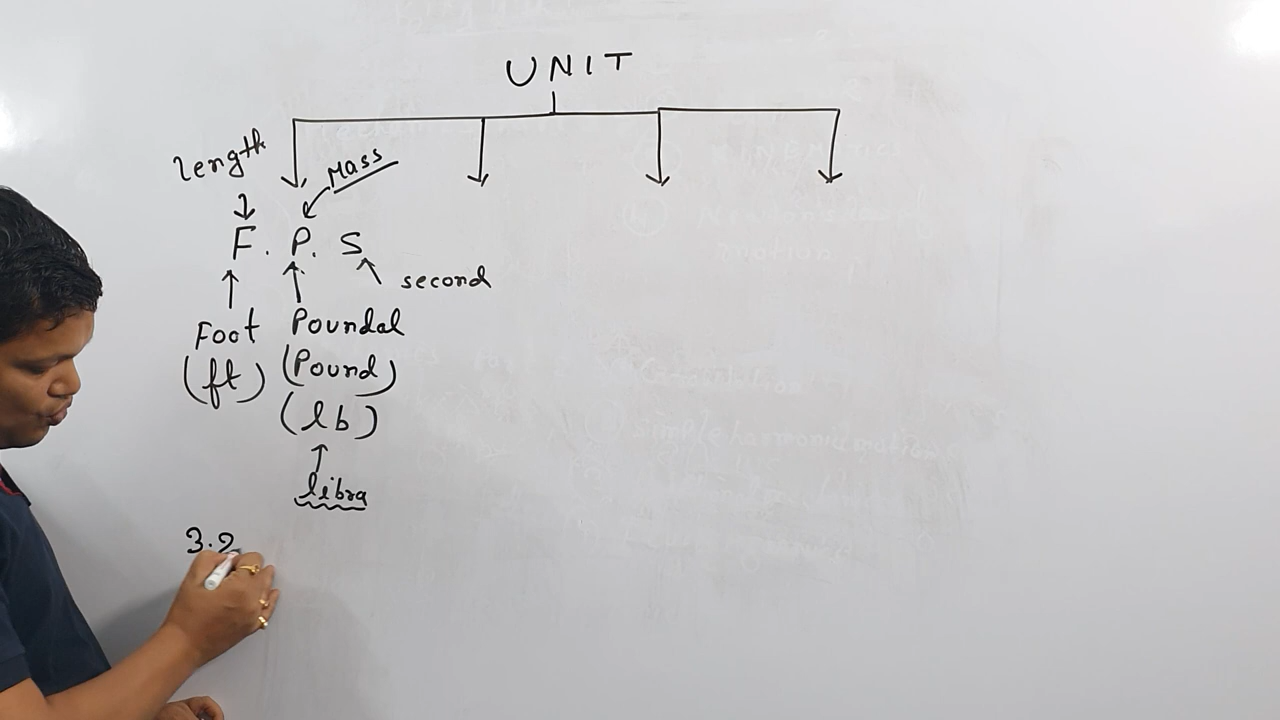 UNIT
length
Mass
F. P. S
second
Foot Poundal
(ft) (Pound)
(lb)
libra
3.2